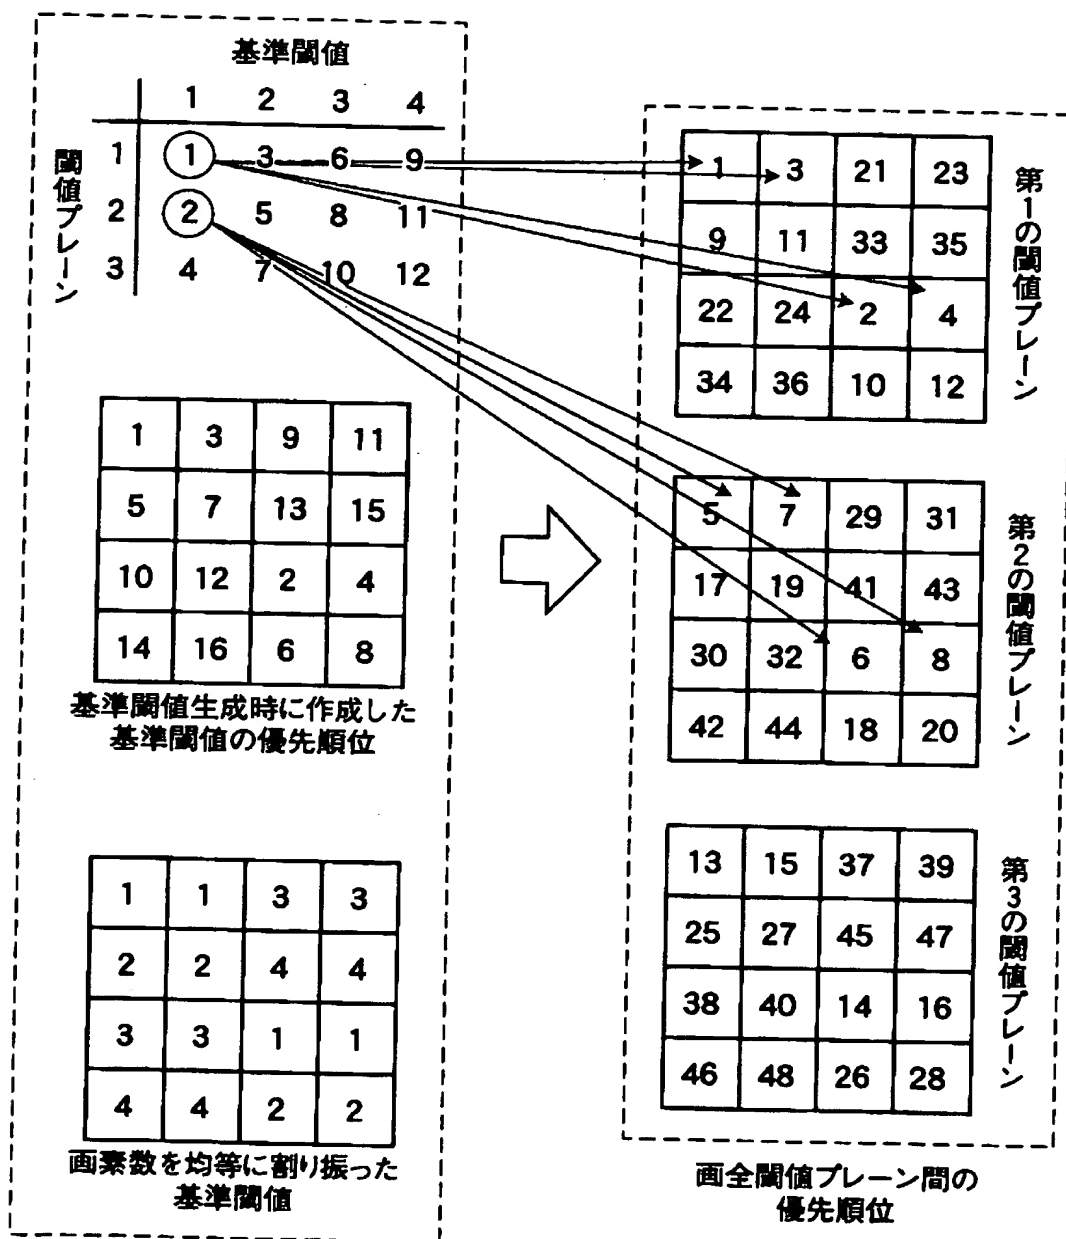 基準閾値
1 2 3 4
閾値プレーン
1 1 3 6 9
2 2 5 8 11
3 4 7 10 12
1 3 9 11
5 7 13 15
10 12 2 4
14 16 6 8
基準閾値生成時に作成した
基準閾値の優先順位
1 1 3 3
2 2 4 4
3 3 1 1
4 4 2 2
画素数を均等に割り振った
基準閾値
1 3 21 23
9 11 33 35
22 24 2 4
34 36 10 12
第1の閾値プレーン
5 7 29 31
17 19 41 43
30 32 6 8
42 44 18 20
第2の閾値プレーン
13 15 37 39
25 27 45 47
38 40 14 16
46 48 26 28
第3の閾値プレーン
画全閾値プレーン間の
優先順位